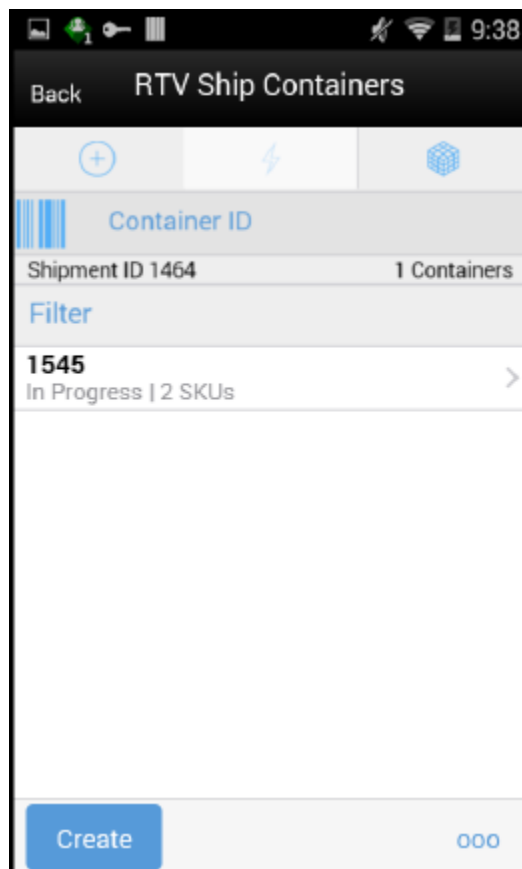 1 9:38
Back RTV Ship Containers
Container ID
Shipment ID 1464 1 Containers
Filter
1545
In Progress | 2 SKUs
Create ooo